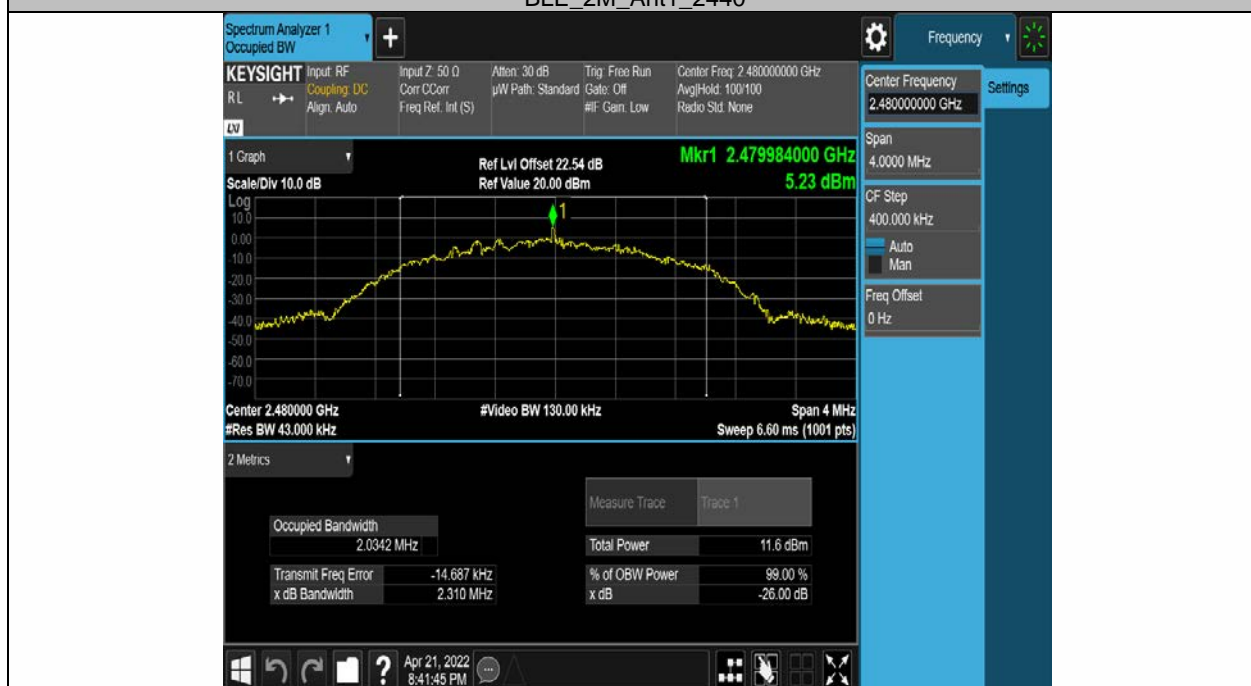 BLE_2M_Ant1_2440
Spectrum Analyzer 1
Occupied BW
+
Frequency
KEYSIGHT
RL
LXI
Input: RF
Coupling: DC
Align: Auto
Input Z: 50 Ω
Corr CCorr
Freq Ref: Int (S)
Atten: 30 dB
µW Path: Standard
Trig: Free Run
Gate: Off
#IF Gain: Low
Center Freq: 2.480000000 GHz
Avg|Hold: 100/100
Radio Std: None
Center Frequency
2.480000000 GHz
Settings
Span
4.0000 MHz
CF Step
400.000 kHz
Auto
Man
Freq Offset
0 Hz
1 Graph
Scale/Div 10.0 dB
Ref Lvl Offset 22.54 dB
Ref Value 20.00 dBm
Mkr1 2.479984000 GHz
5.23 dBm
Log
10.0
0.00
-10.0
-20.0
-30.0
-40.0
-50.0
-60.0
-70.0
1
Center 2.480000 GHz
#Res BW 43.000 kHz
#Video BW 130.00 kHz
Span 4 MHz
Sweep 6.60 ms (1001 pts)
2 Metrics
Measure Trace Trace 1
Occupied Bandwidth
2.0342 MHz
Total Power 11.6 dBm
Transmit Freq Error -14.687 kHz
% of OBW Power 99.00 %
x dB Bandwidth 2.310 MHz
x dB -26.00 dB
?
Apr 21, 2022
8:41:45 PM